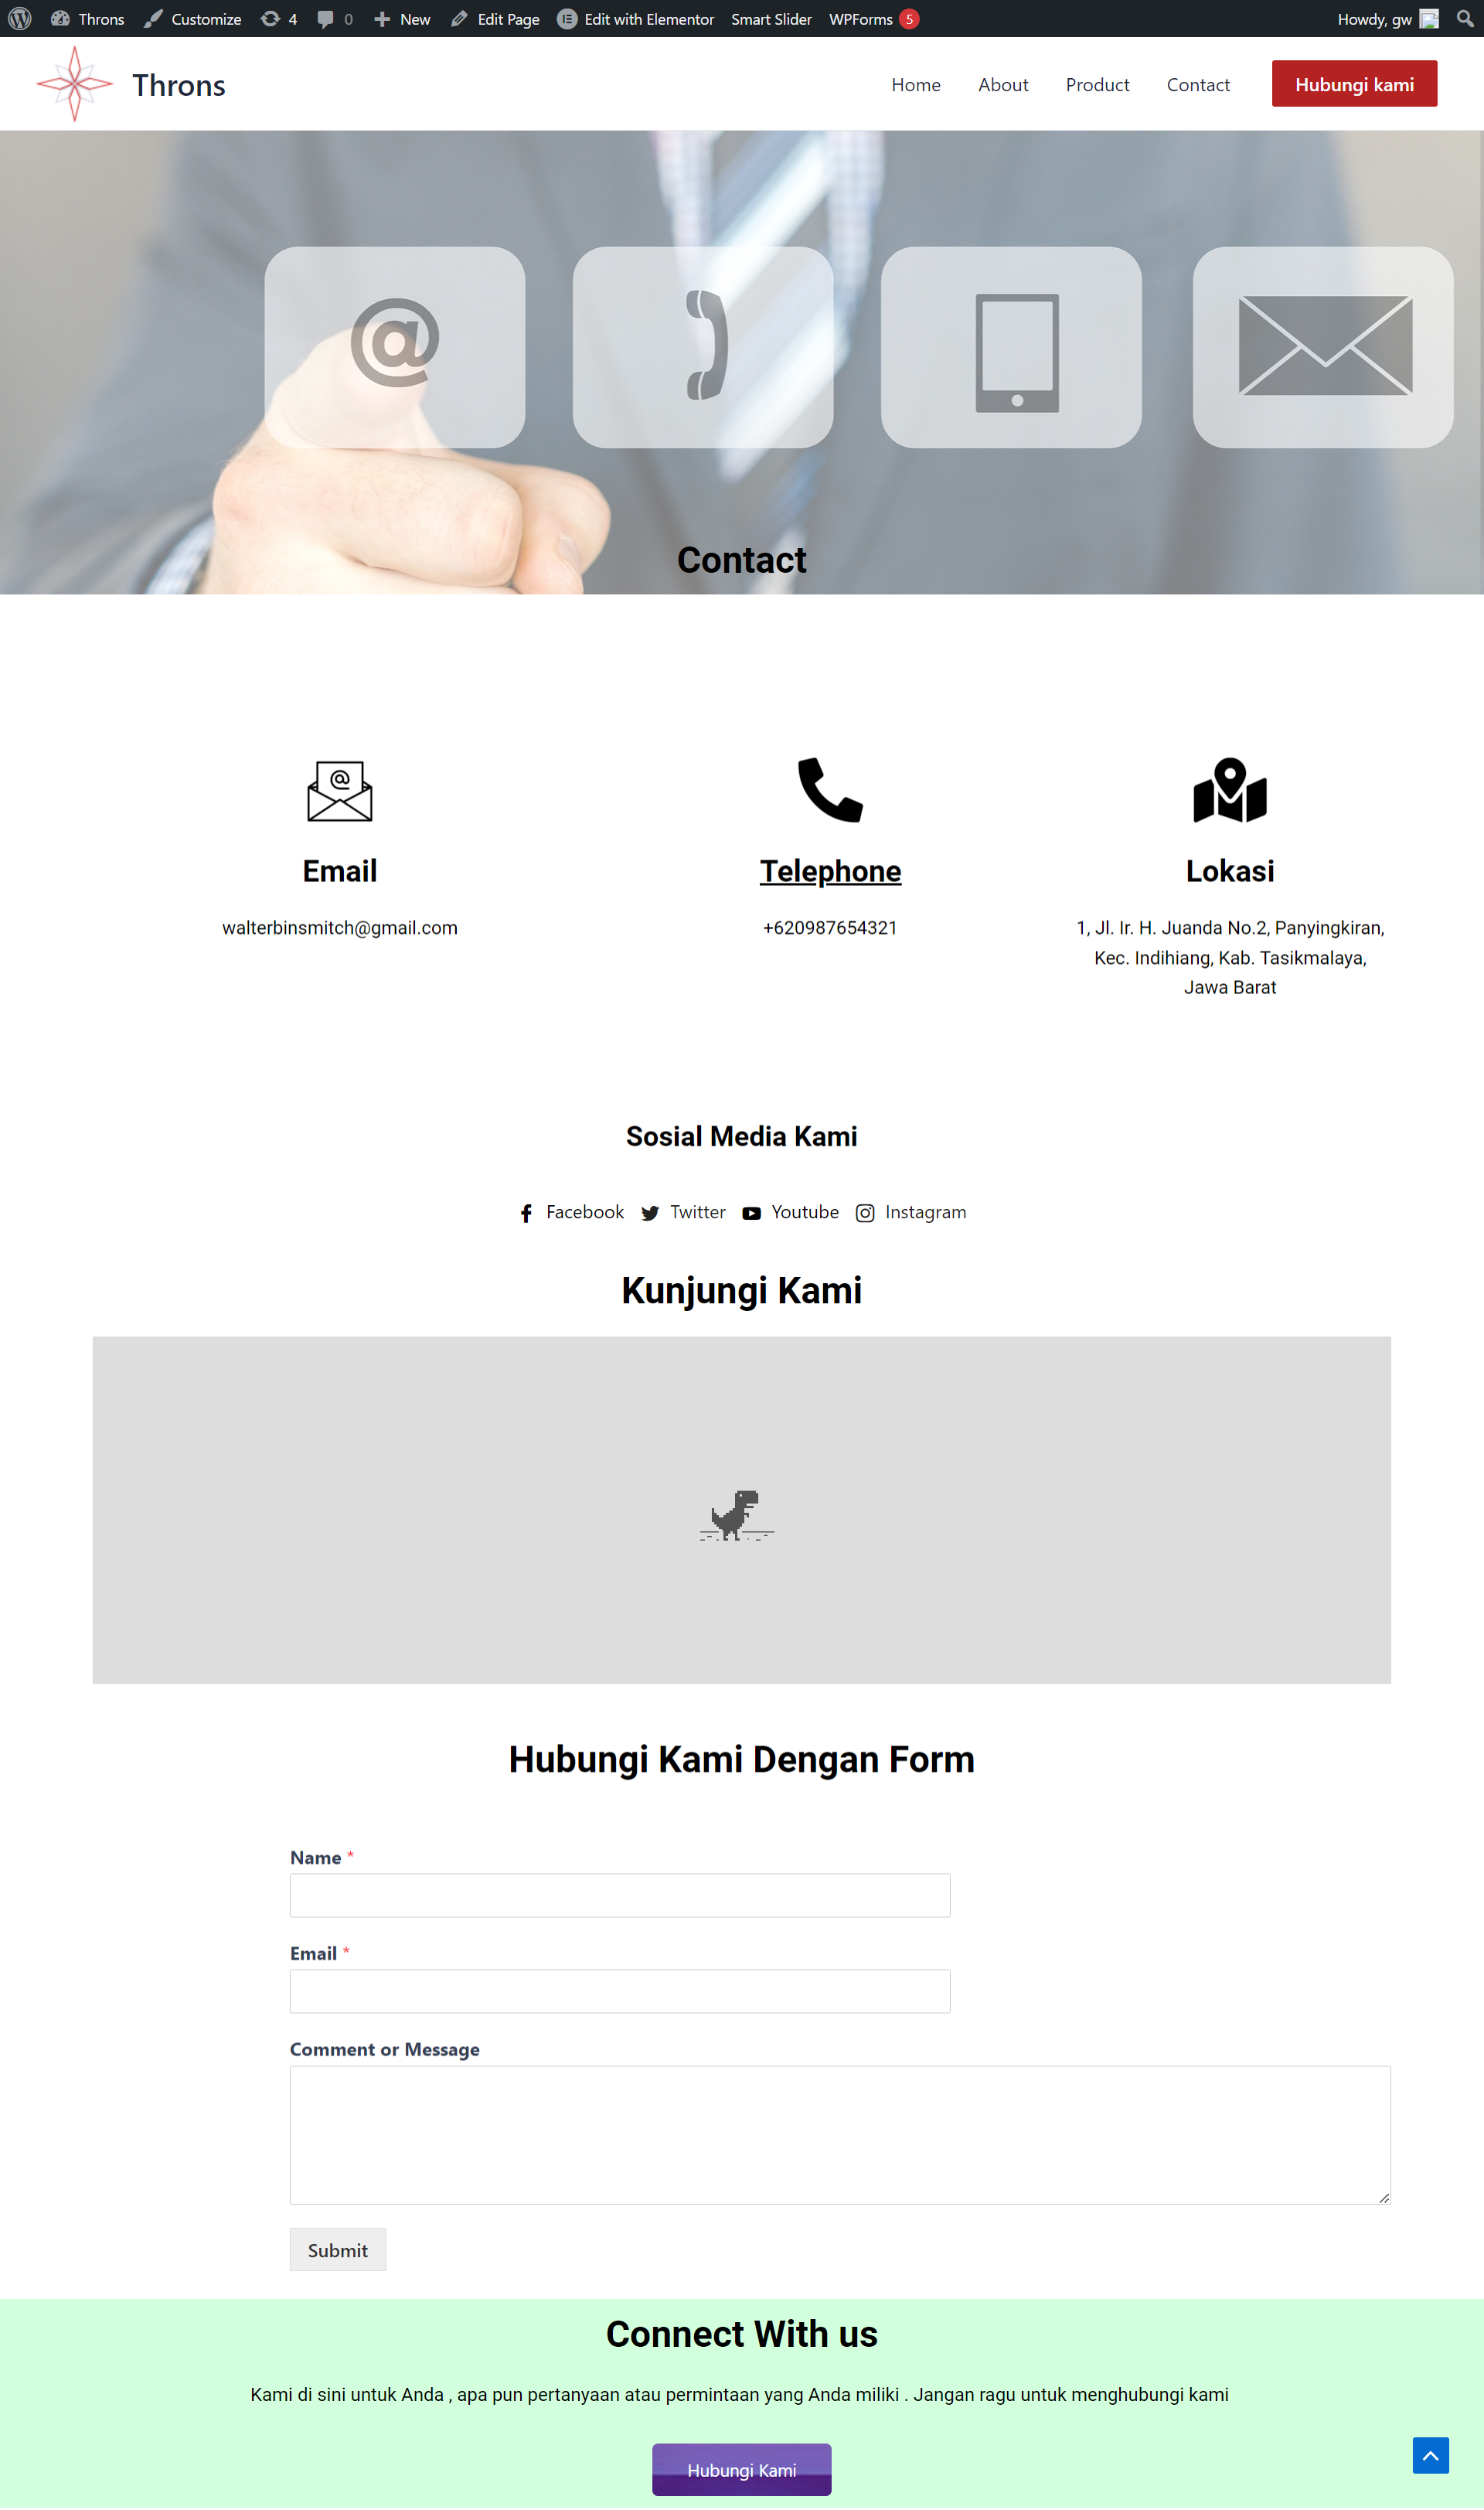 Throns Customize 4 0 New Edit Page Edit with Elementor Smart Slider WPForms 5 Howdy, gw
Throns Home About Product Contact Hubungi kami
@
Contact
@
Email
walterbinsmitch@gmail.com
Telephone
+620987654321
Lokasi
1, Jl. Ir. H. Juanda No.2, Panyingkiran,
Kec. Indihiang, Kab. Tasikmalaya,
Jawa Barat
Sosial Media Kami
Facebook Twitter Youtube Instagram
Kunjungi Kami
Hubungi Kami Dengan Form
Name *
Email *
Comment or Message
Submit
Connect With us
Kami di sini untuk Anda , apa pun pertanyaan atau permintaan yang Anda miliki . Jangan ragu untuk menghubungi kami
Hubungi Kami